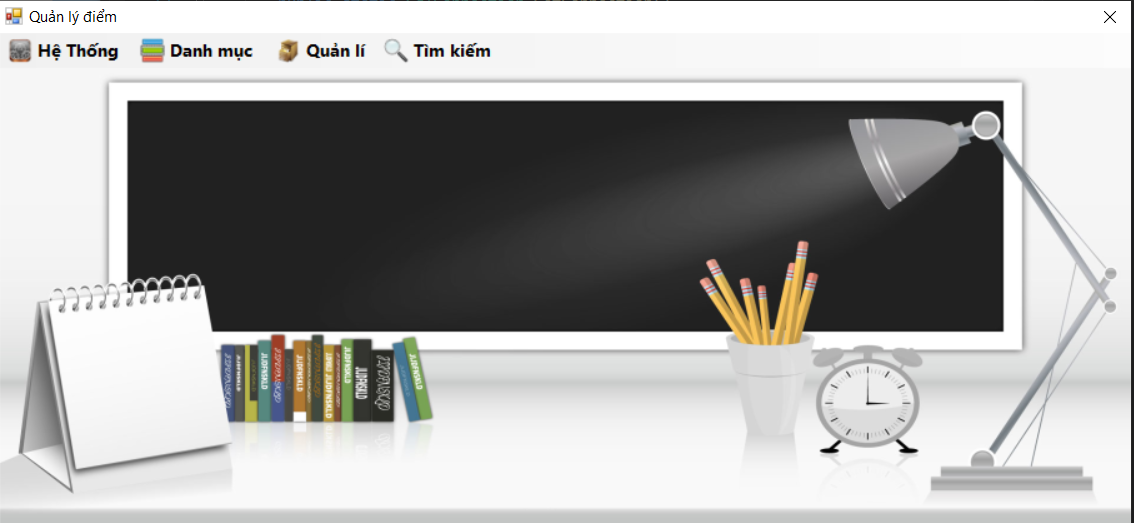 Quản lý điểm
Hệ Thống Danh mục Quản lí Tìm kiếm